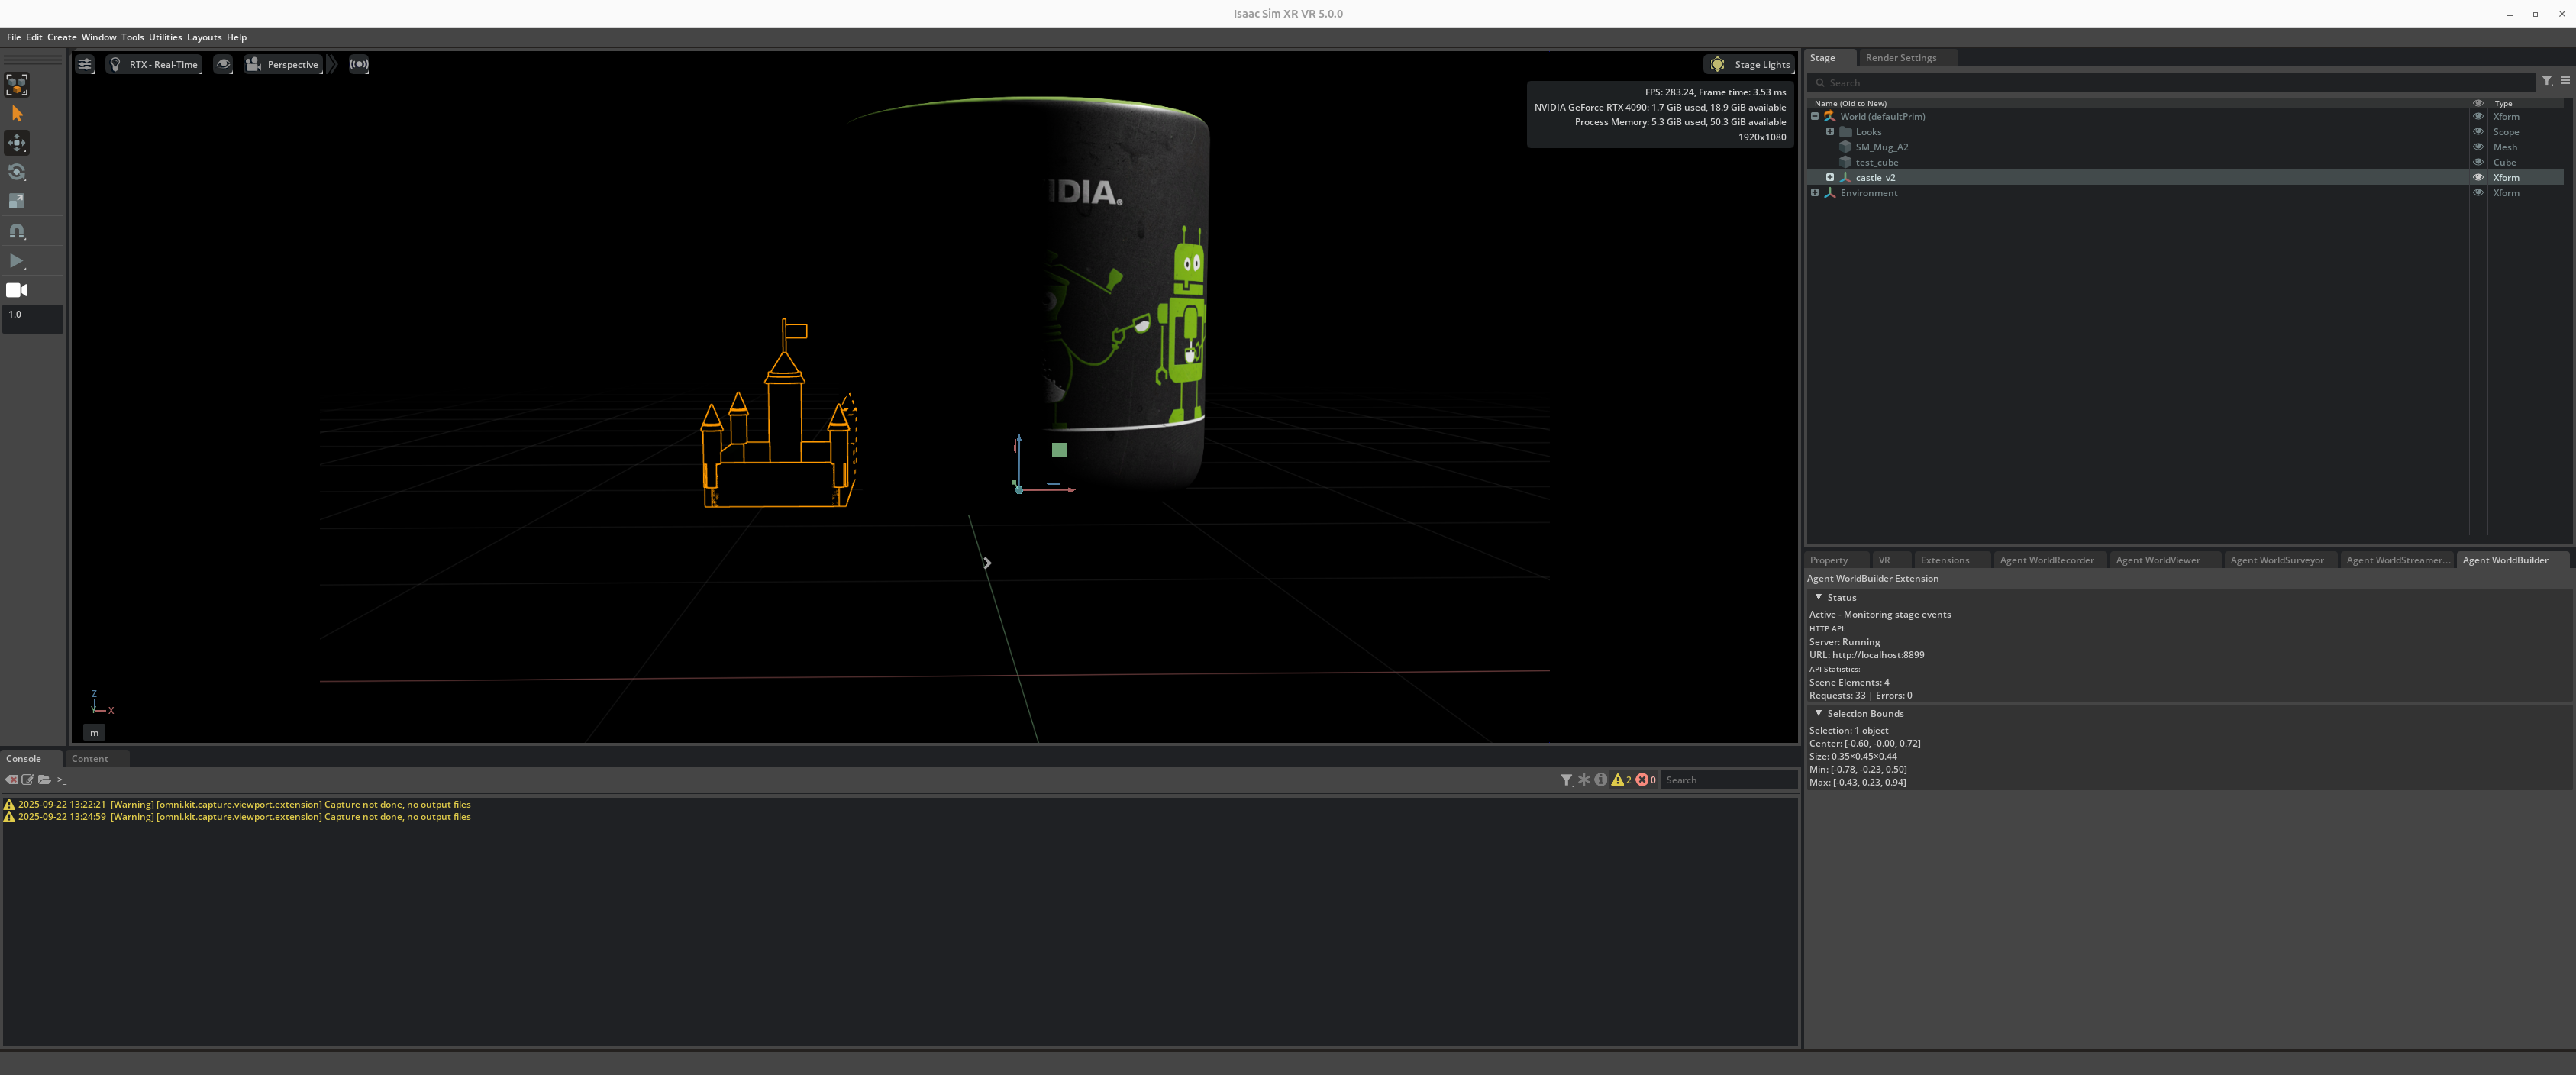 Isaac Sim XR VR 5.0.0
File Edit Create Window Tools Utilities Layouts Help
RTX - Real-Time
Perspective
Stage Lights
FPS: 283.24, Frame time: 3.53 ms
NVIDIA GeForce RTX 4090: 1.7 GiB used, 18.9 GiB available
Process Memory: 5.3 GiB used, 50.3 GiB available
1920x1080
1.0
IDIA.
Z
Y
X
m
Stage
Render Settings
Search
Name (Old to New)
Type
World (defaultPrim)
Xform
Looks
Scope
SM_Mug_A2
Mesh
test_cube
Cube
castle_v2
Xform
Environment
Xform
Property
VR
Extensions
Agent WorldRecorder
Agent WorldViewer
Agent WorldSurveyor
Agent WorldStreamer...
Agent WorldBuilder
Agent WorldBuilder Extension
Status
Active - Monitoring stage events
HTTP API:
Server: Running
URL: http://localhost:8899
API Statistics:
Scene Elements: 4
Requests: 33 | Errors: 0
Selection Bounds
Selection: 1 object
Center: [-0.60, -0.00, 0.72]
Size: 0.35×0.45×0.44
Min: [-0.78, -0.23, 0.50]
Max: [-0.43, 0.23, 0.94]
Console
Content
>_
2
0
Search
2025-09-22 13:22:21 [Warning] [omni.kit.capture.viewport.extension] Capture not done, no output files
2025-09-22 13:24:59 [Warning] [omni.kit.capture.viewport.extension] Capture not done, no output files